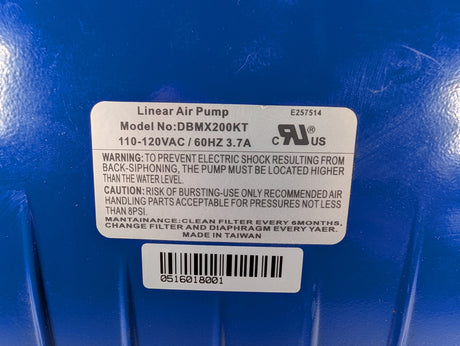 Linear Air Pump
E257514
Model No:DBMX200KT
110-120VAC / 60HZ 3.7A
C RU® US
WARNING: TO PREVENT ELECTRIC SHOCK RESULTING FROM
BACK-SIPHONING, THE PUMP MUST BE LOCATED HIGHER
THAN THE WATER LEVEL.
CAUTION: RISK OF BURSTING-USE ONLY RECOMMENDED AIR
HANDLING PARTS ACCEPTABLE FOR PRESSURES NOT LESS
THAN 8PSI.
MANTAINANCE:CLEAN FILTER EVERY 6MONTHS,
CHANGE FILTER AND DIAPHRAGM EVERY YAER.
MADE IN TAIWAN
0516018001